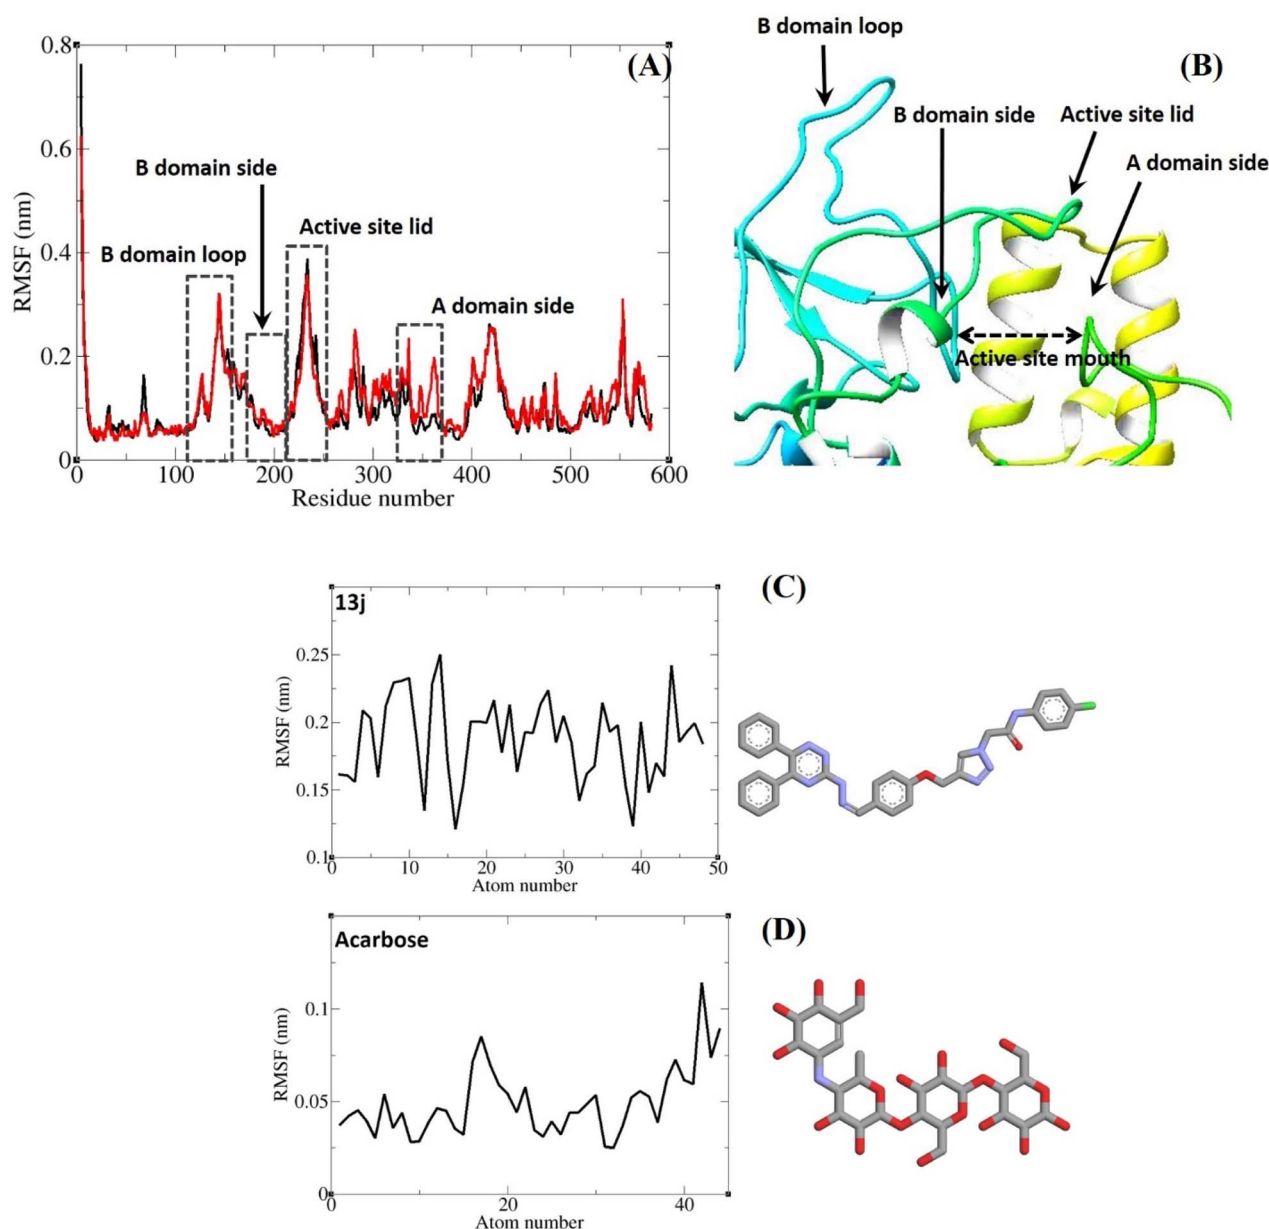 (A)
0.8
0.6
0.4
0.2
0
RMSF (nm)
B domain side
B domain loop
Active site lid
A domain side
0 100 200 300 400 500 600
Residue number
B domain loop
(B)
B domain side
Active site lid
A domain side
Active site mouth
(C)
13j
0.25
0.2
0.15
0.1
RMSF (nm)
10 20 30 40 50
Atom number
(D)
Acarbose
0.1
0.05
0
RMSF (nm)
0 20 40
Atom number